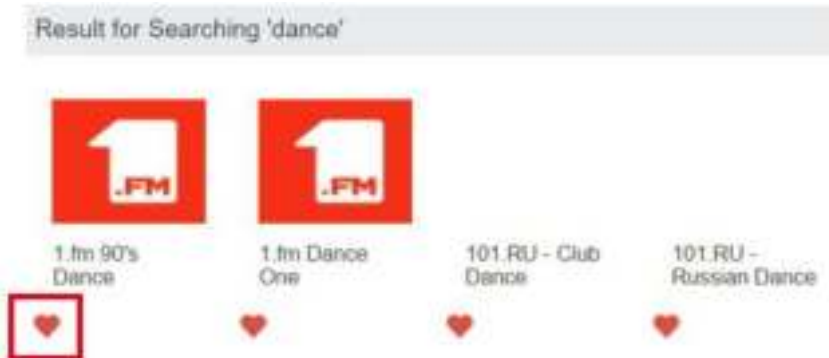 Result for Searching 'dance'
.FM
.FM
1.fm 90's
Dance
1.fm Dance
One
101.RU - Club
Dance
101.RU -
Russian Dance